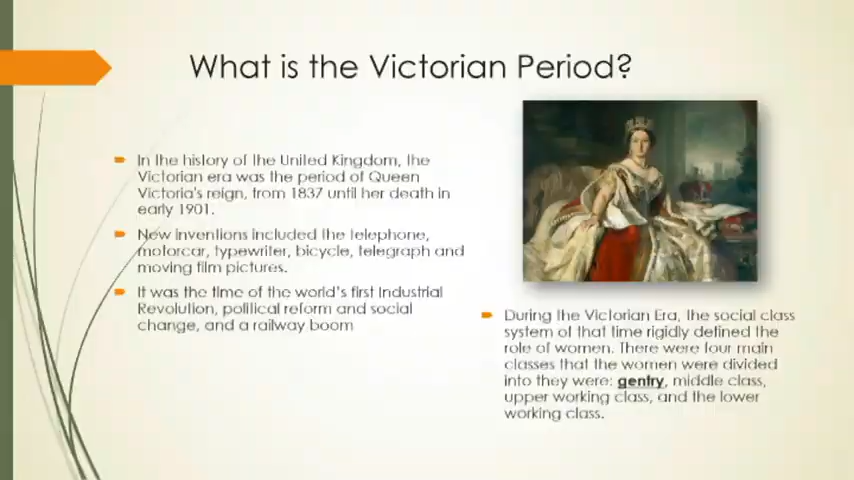 What is the Victorian Period?
In the history of the United Kingdom, the
Victorian era was the period of Queen
Victoria's reign, from 1837 until her death in
early 1901.
New inventions included the telephone,
motorcar, typewriter, bicycle, telegraph and
moving film pictures.
It was the time of the world's first Industrial
Revolution, political reform and social
change, and a railway boom
During the Victorian Era, the social class
system of that time rigidly defined the
role of women. There were four main
classes that the women were divided
into they were: gentry, middle class,
upper working class, and the lower
working class.